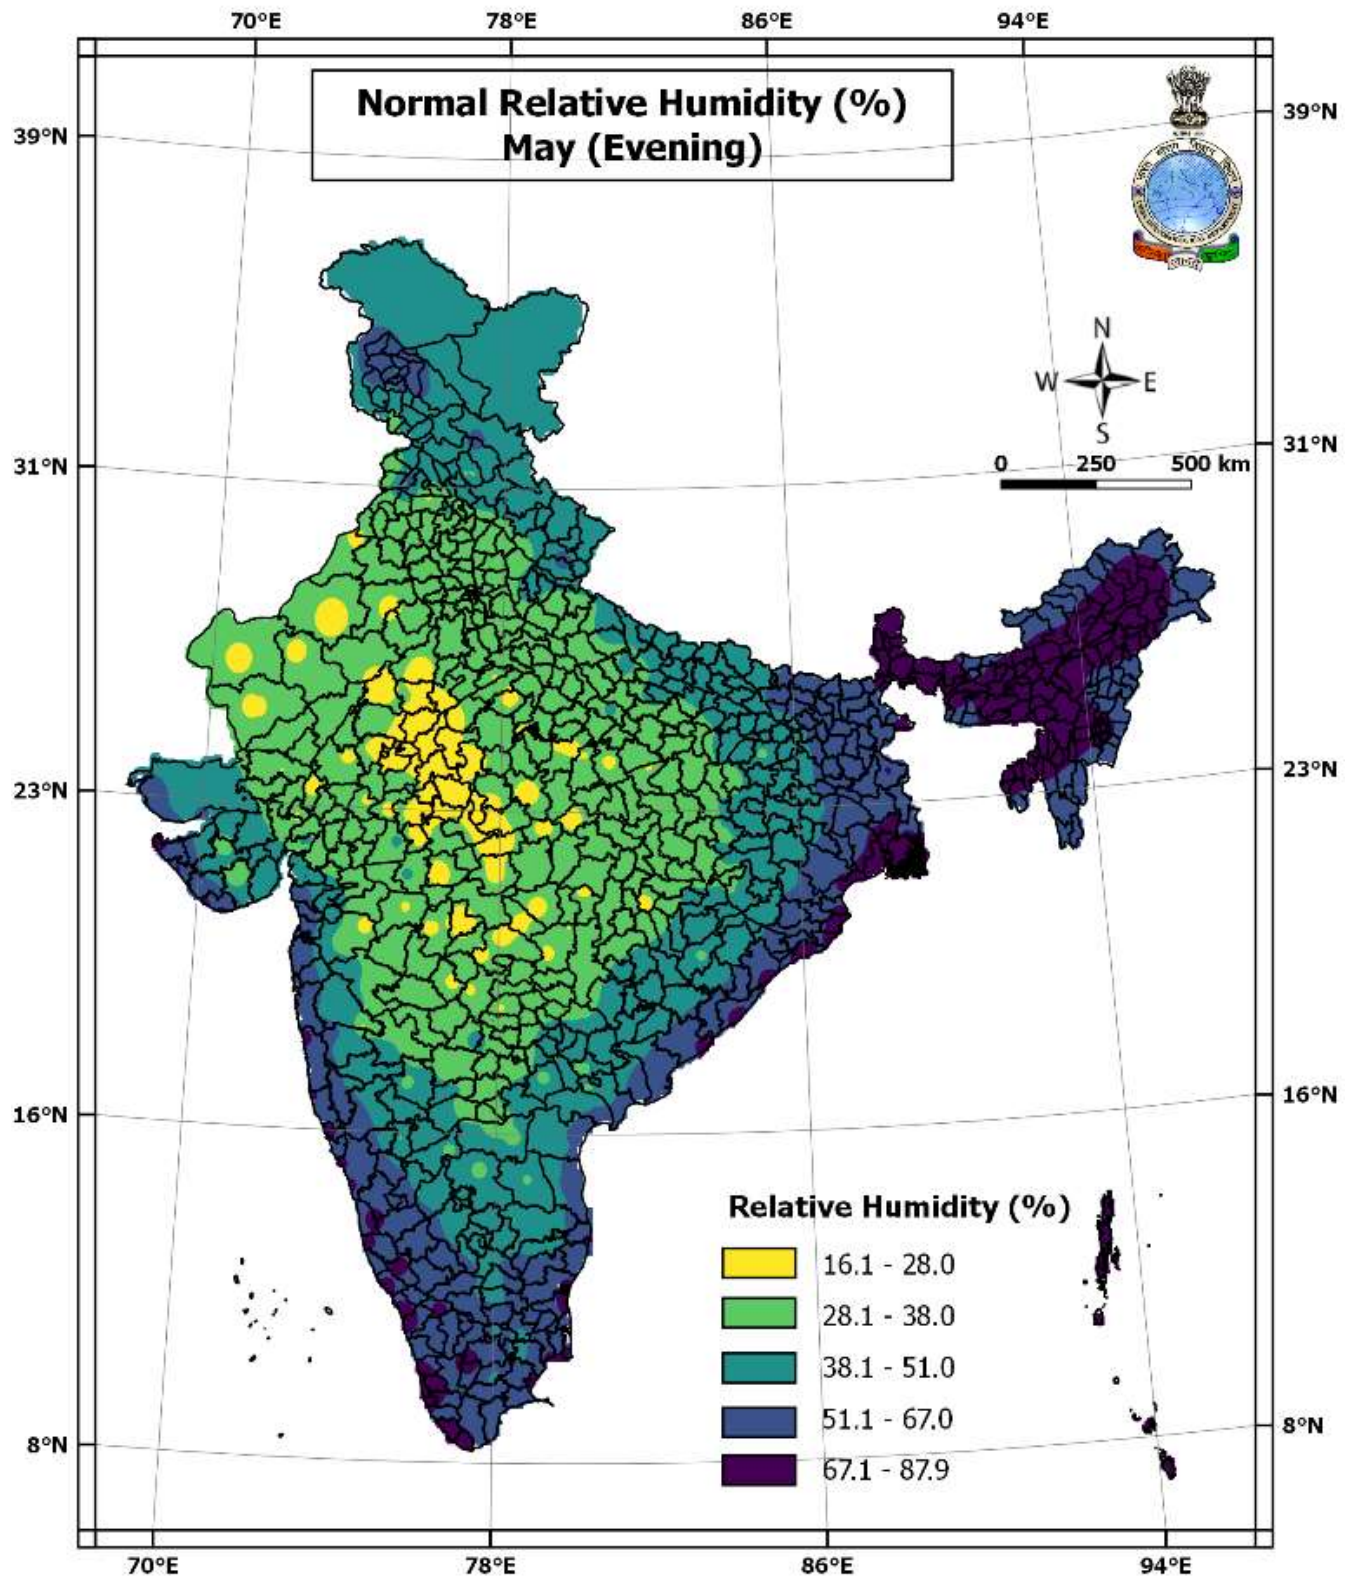 70°E 78°E 86°E 94°E
Normal Relative Humidity (%)
May (Evening)
39°N 39°N
N
W E
S
31°N 31°N
0 250 500 km
23°N 23°N
16°N 16°N
Relative Humidity (%)
16.1 - 28.0
28.1 - 38.0
38.1 - 51.0
51.1 - 67.0
67.1 - 87.9
8°N 8°N
70°E 78°E 86°E 94°E